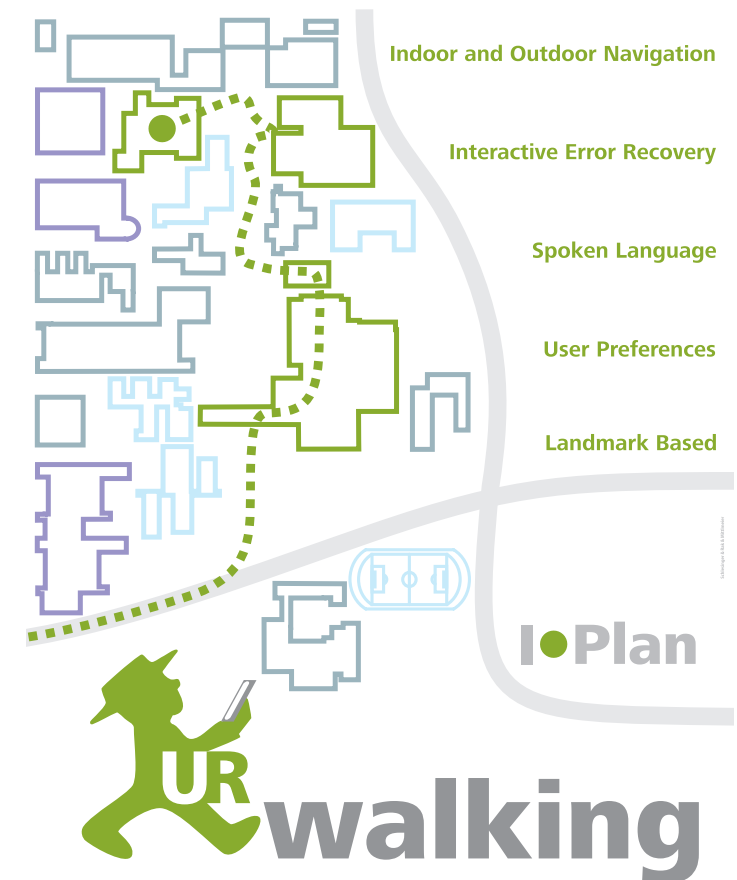 Indoor and Outdoor Navigation
Interactive Error Recovery
Spoken Language
User Preferences
Landmark Based
I•Plan
UR
walking